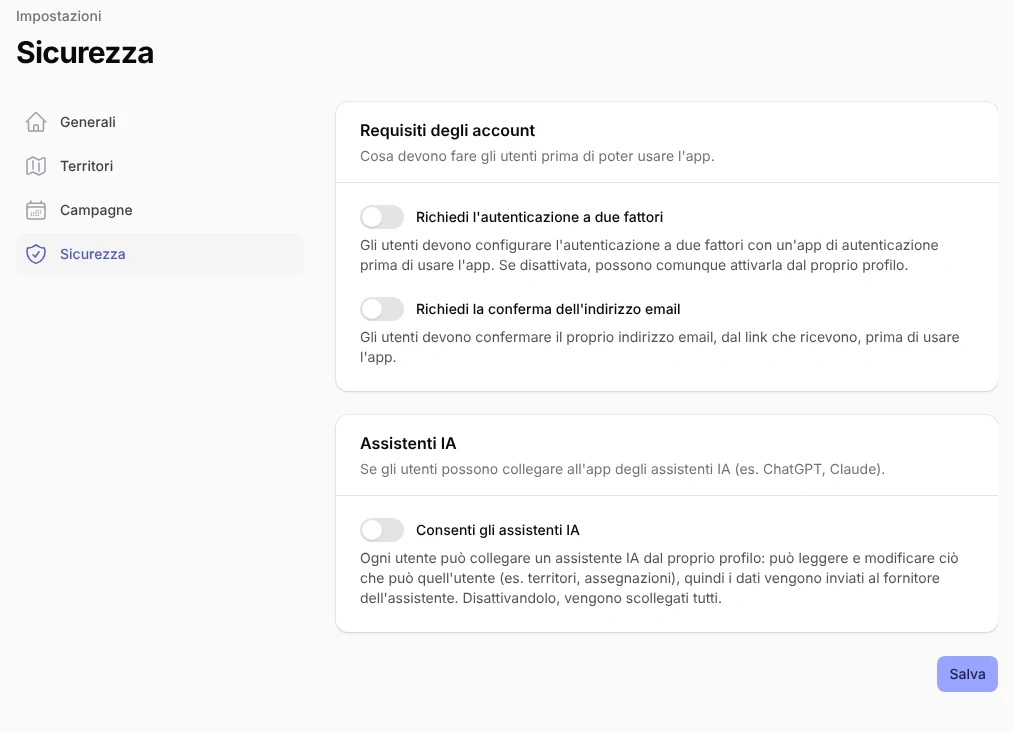 Impostazioni
Sicurezza
Generali
Territori
Campagne
Sicurezza
Requisiti degli account
Cosa devono fare gli utenti prima di poter usare l'app.
Richiedi l'autenticazione a due fattori
Gli utenti devono configurare l'autenticazione a due fattori con un'app di autenticazione
prima di usare l'app. Se disattivata, possono comunque attivarla dal proprio profilo.
Richiedi la conferma dell'indirizzo email
Gli utenti devono confermare il proprio indirizzo email, dal link che ricevono, prima di usare
l'app.
Assistenti IA
Se gli utenti possono collegare all'app degli assistenti IA (es. ChatGPT, Claude).
Consenti gli assistenti IA
Ogni utente può collegare un assistente IA dal proprio profilo: può leggere e modificare ciò
che può quell'utente (es. territori, assegnazioni), quindi i dati vengono inviati al fornitore
dell'assistente. Disattivandolo, vengono scollegati tutti.
Salva